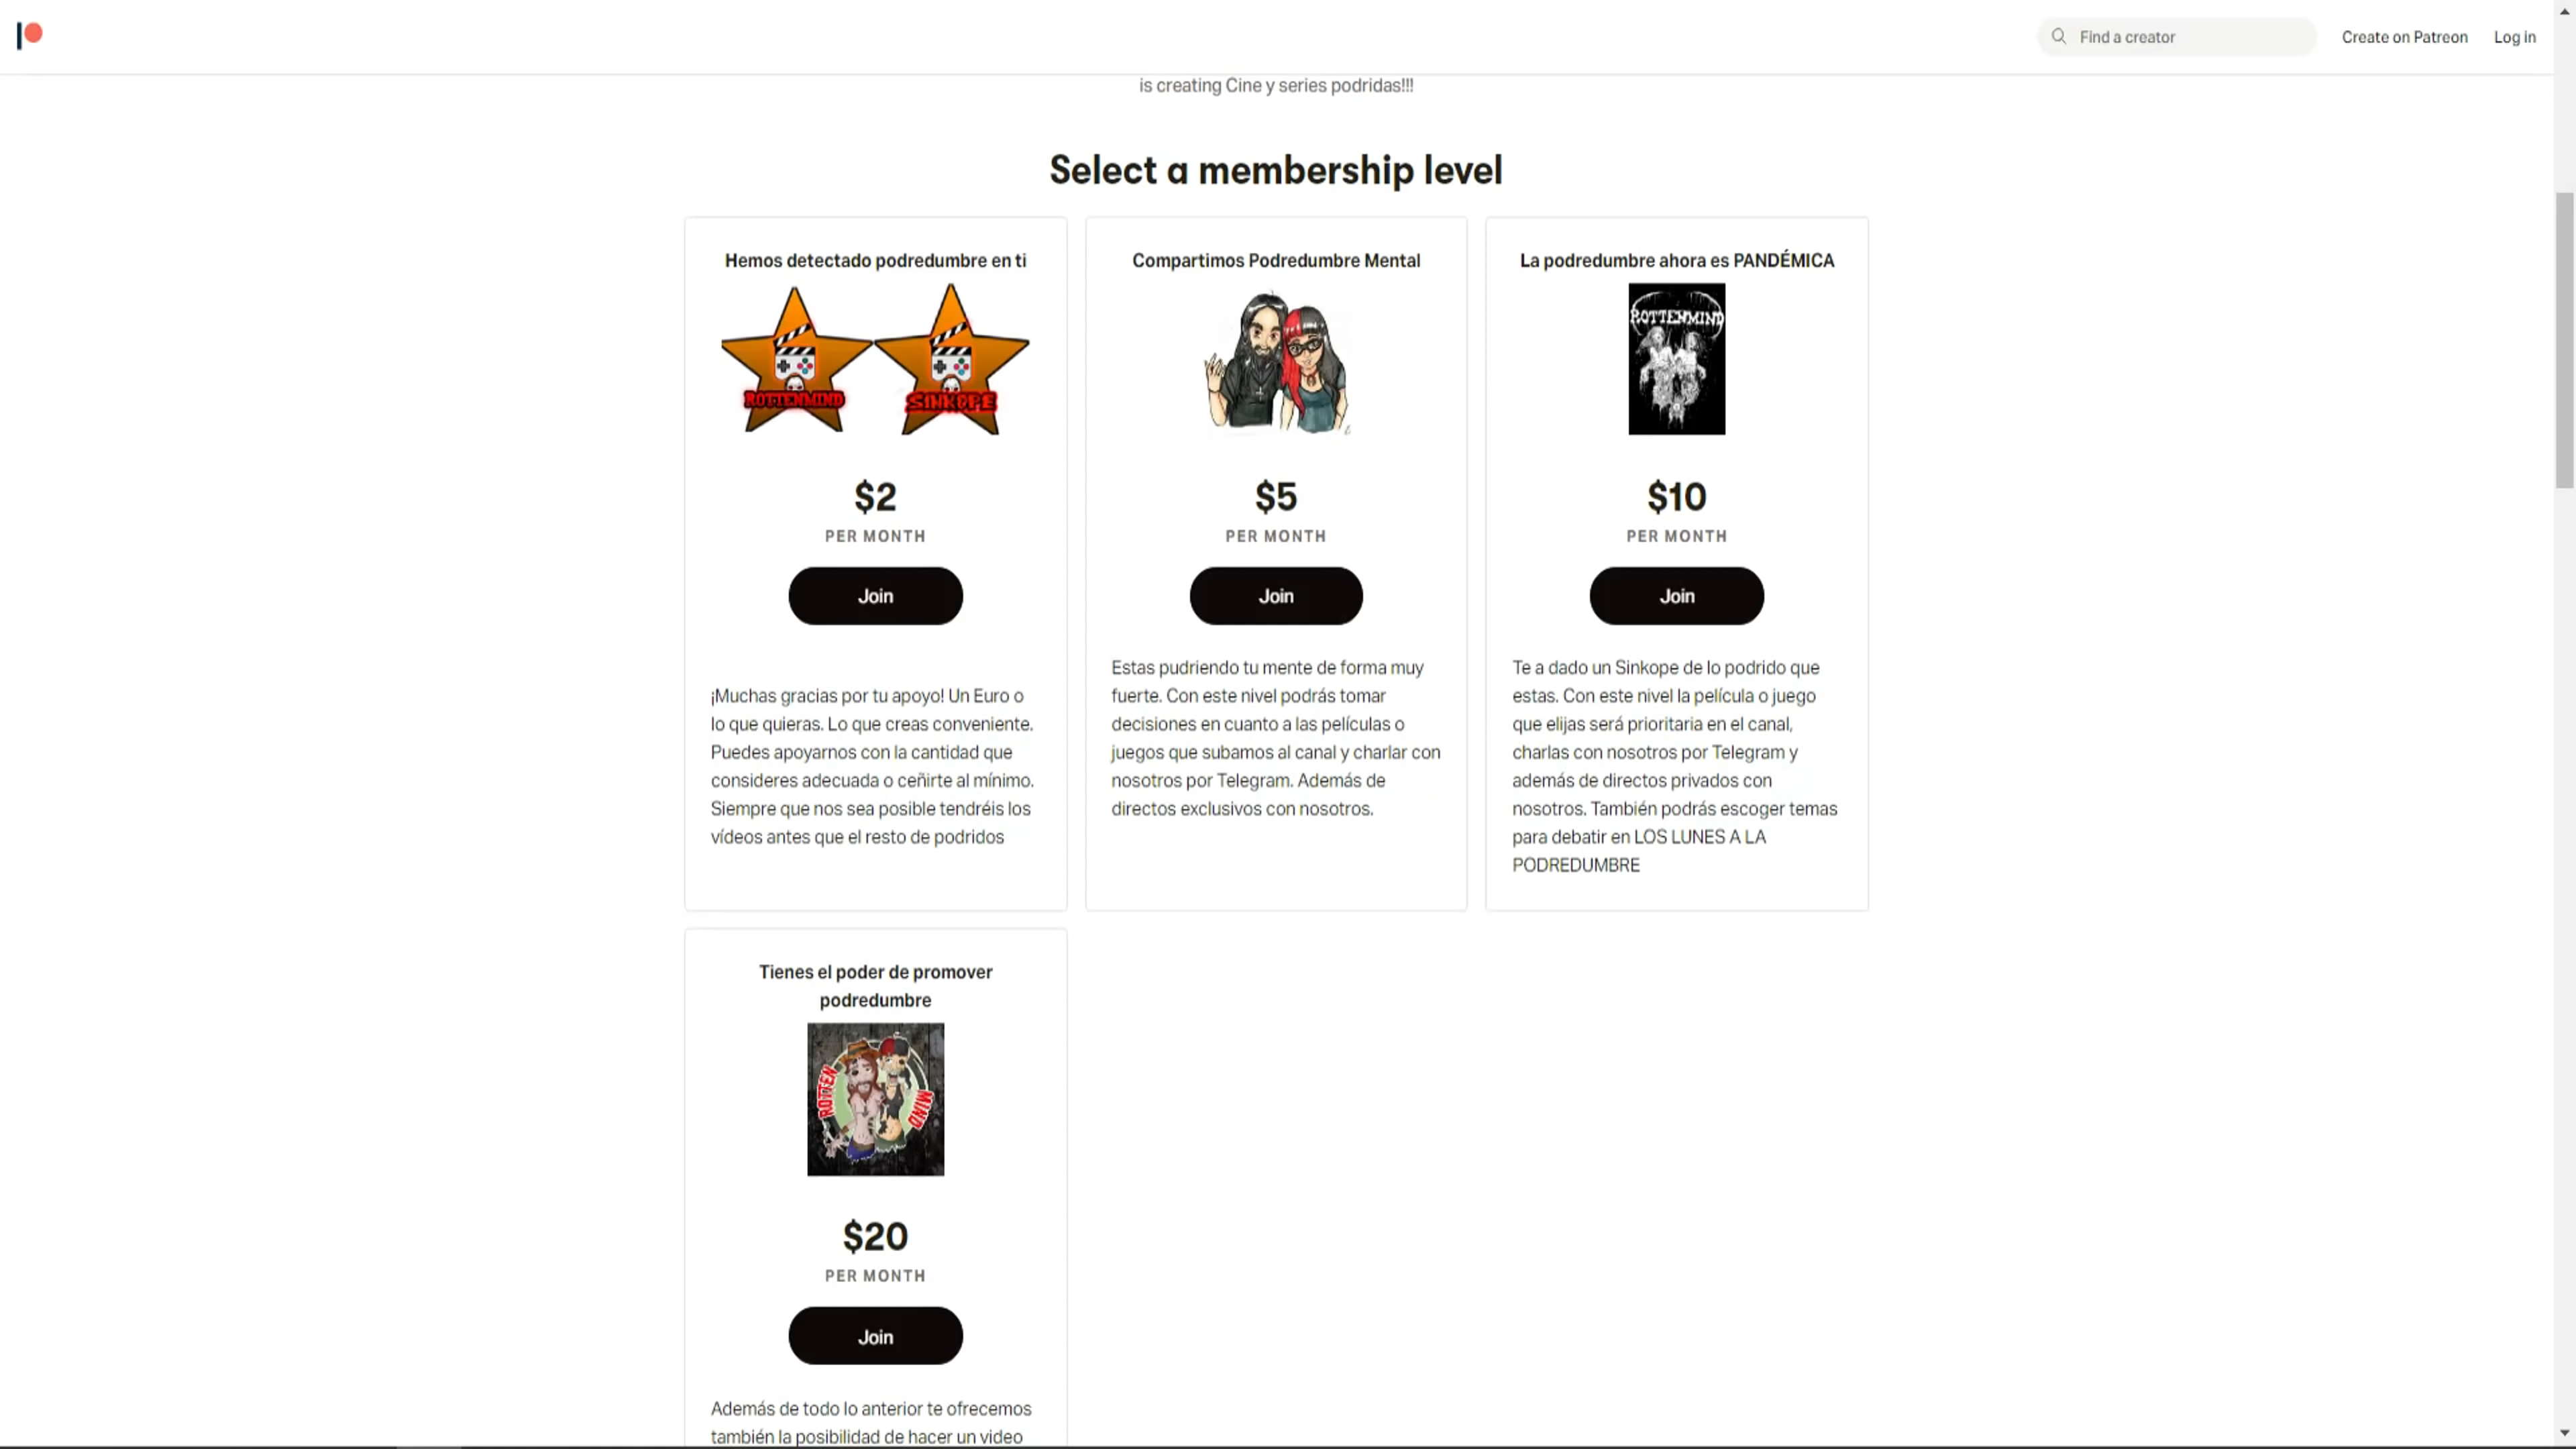 Find a creator
Create on Patreon
Log in
is creating Cine y series podridas!!!
Select a membership level
Hemos detectado podredumbre en ti
ROTTENMIND
SINKOPE
$2
PER MONTH
Join
¡Muchas gracias por tu apoyo! Un Euro o
lo que quieras. Lo que creas conveniente.
Puedes apoyarnos con la cantidad que
consideres adecuada o ceñirte al mínimo.
Siempre que nos sea posible tendréis los
vídeos antes que el resto de podridos
Compartimos Podredumbre Mental
$5
PER MONTH
Join
Estas pudriendo tu mente de forma muy
fuerte. Con este nivel podrás tomar
decisiones en cuanto a las películas o
juegos que subamos al canal y charlar con
nosotros por Telegram. Además de
directos exclusivos con nosotros.
La podredumbre ahora es PANDÉMICA
ROTTENMIND
$10
PER MONTH
Join
Te a dado un Sinkope de lo podrido que
estas. Con este nivel la película o juego
que elijas será prioritaria en el canal,
charlas con nosotros por Telegram y
además de directos privados con
nosotros. También podrás escoger temas
para debatir en LOS LUNES A LA
PODREDUMBRE
Tienes el poder de promover
podredumbre
ROTTEN
MIND
$20
PER MONTH
Join
Además de todo lo anterior te ofrecemos
también la posibilidad de hacer un video